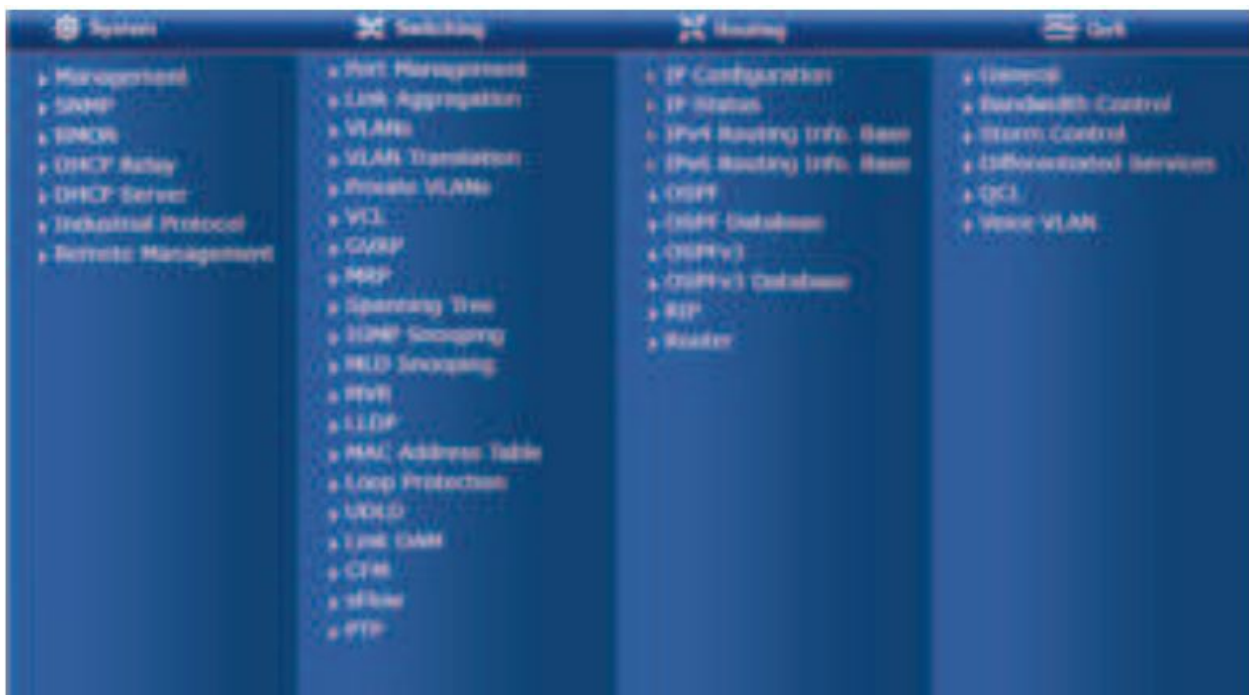 System
Management
SNMP
RMON
DHCP Relay
DHCP Server
Industrial Protocol
Remote Management
Switching
Port Management
Link Aggregation
VLANs
VLAN Translation
Private VLANs
VCL
GVRP
MRP
Spanning Tree
IGMP Snooping
MLD Snooping
MVR
LLDP
MAC Address Table
Loop Protection
UDLD
Link OAM
CFM
sFlow
PTP
Routing
IP Configuration
IP Status
IPv4 Routing Info. Base
IPv6 Routing Info. Base
OSPF
OSPF Database
OSPFv3
OSPFv3 Database
RIP
Router
QoS
General
Bandwidth Control
Storm Control
Differentiated Services
QCL
Voice VLAN